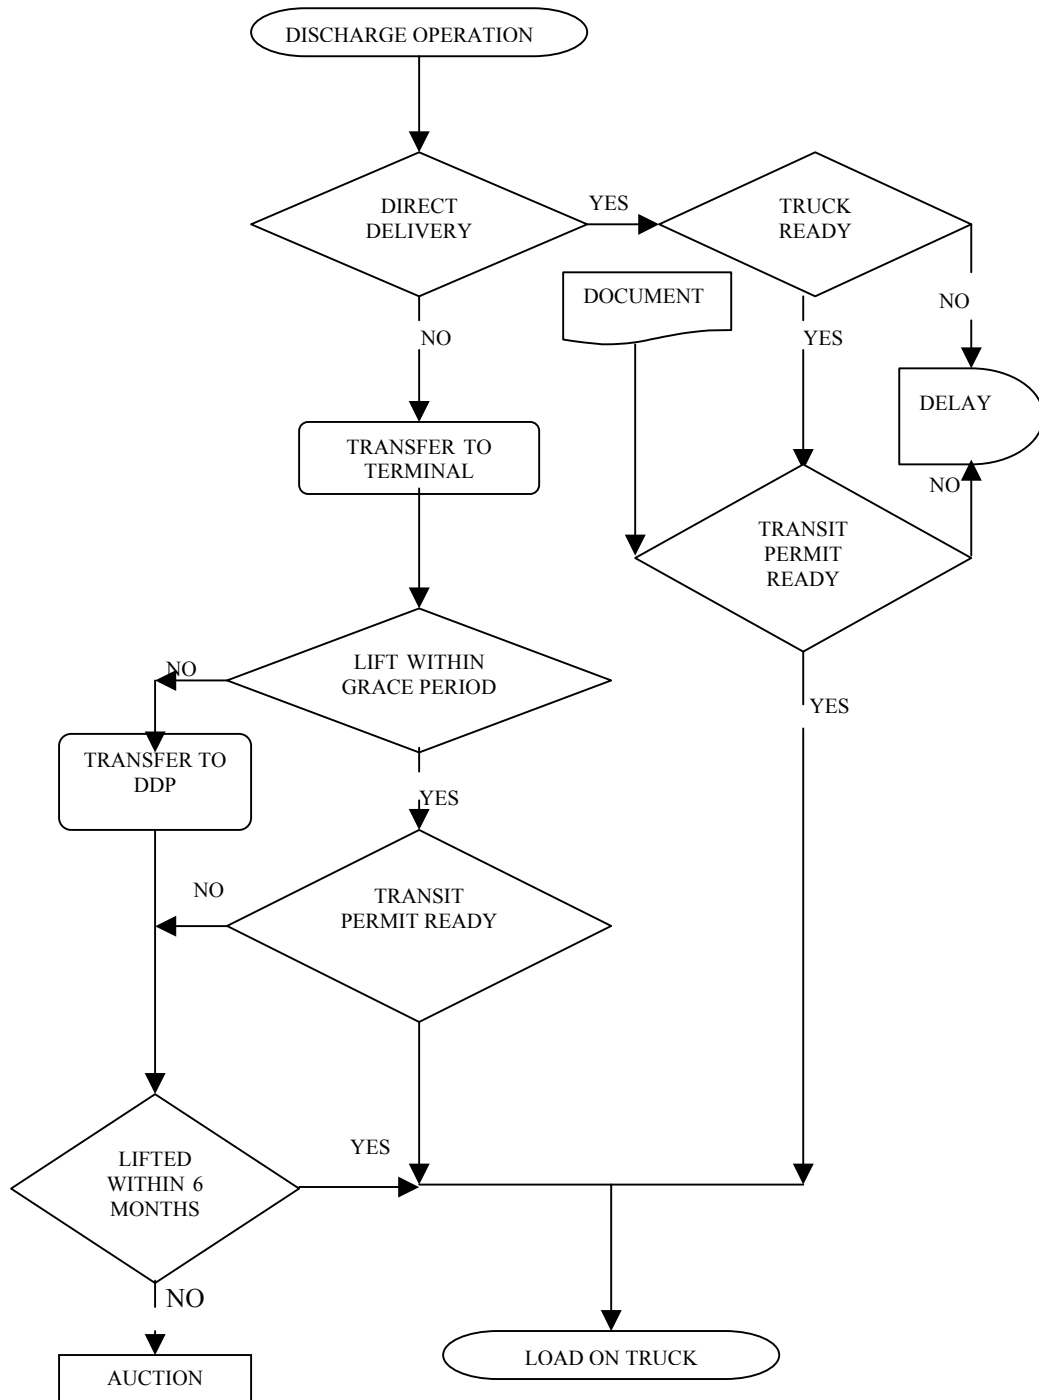 DISCHARGE OPERATION
DIRECT
DELIVERY
YES
TRUCK
READY
DOCUMENT
NO
YES
NO
DELAY
TRANSFER TO
TERMINAL
NO
TRANSIT
PERMIT
READY
LIFT WITHIN
GRACE PERIOD
NO
YES
TRANSFER TO
DDP
YES
NO
TRANSIT
PERMIT READY
YES
LIFTED
WITHIN 6
MONTHS
NO
LOAD ON TRUCK
AUCTION